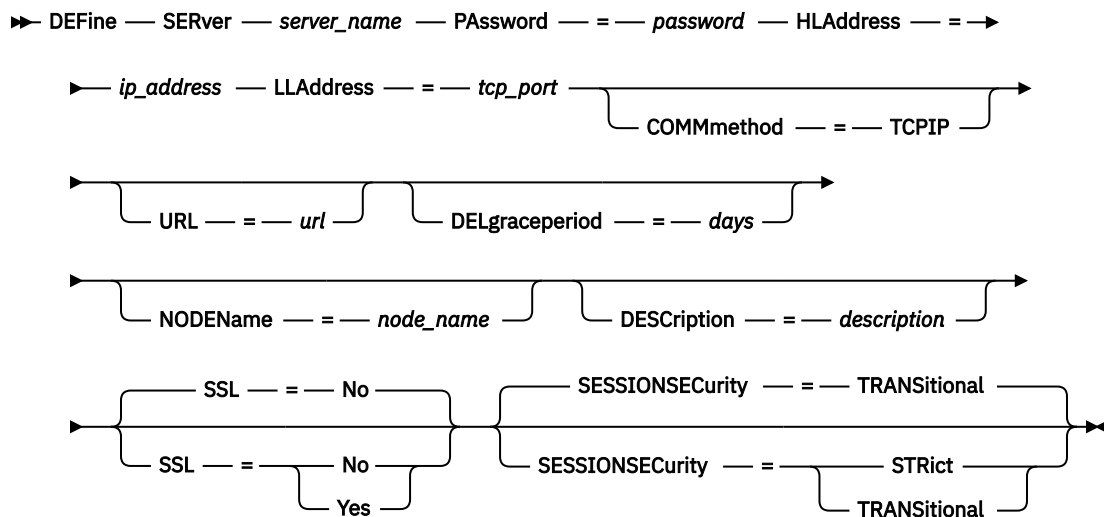 DEFine SERver server_name PAssword = password HLAddress =
ip_address LLAddress = tcp_port
COMMmethod = TCPIP
URL = url DELgraceperiod = days
NODEName = node_name DESCription = description
SSL = No SESSIONSECurity = TRANSitional
SSL = No SESSIONSECurity = STRict
Yes TRANSitional